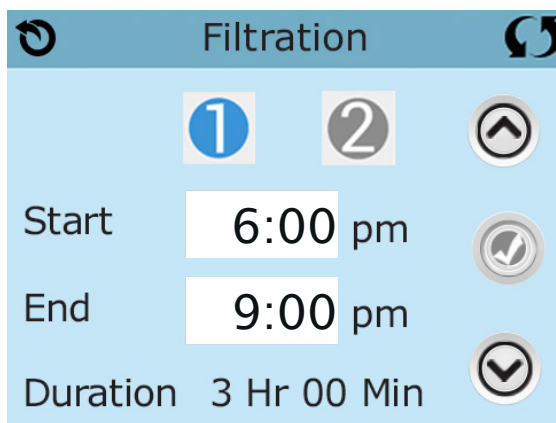 Filtration
1 2
Start 6:00 pm
End 9:00 pm
Duration 3 Hr 00 Min